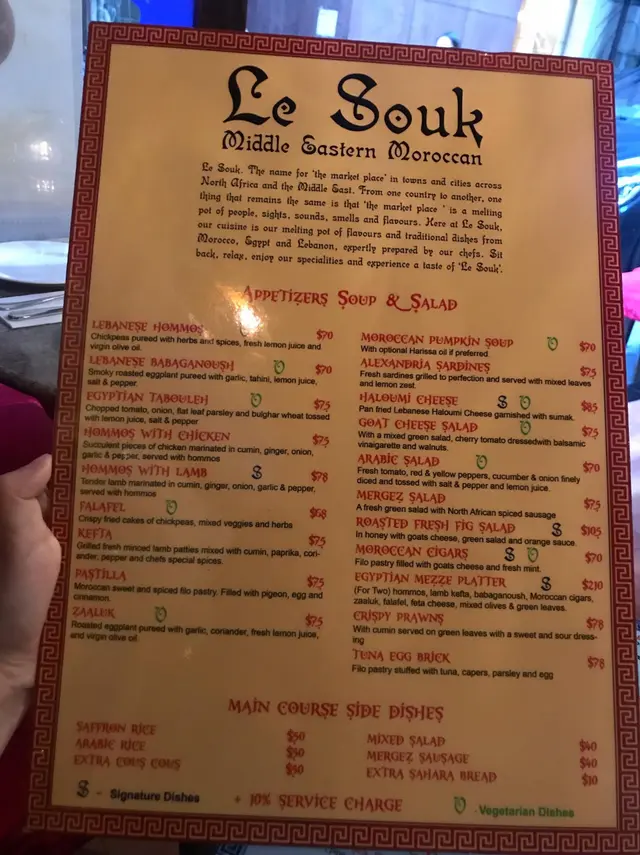 Le Souk
Middle Eastern Moroccan
Le Souk. The name for 'the market place' in towns and cities across
North Africa and the Middle East. From one country to another, one
thing that remains the same is that 'the market place ' is a melting
pot of people, sights, sounds, smells and flavours. Here at Le Souk,
our cuisine is our melting pot of flavours and traditional dishes from
Morocco, Egypt and Lebanon, expertly prepared by our chefs. Sit
back, relax, enjoy our specialities and experience a taste of 'Le Souk'.
APPETIZERS SOUP & SALAD
LEBANESE HOMMOS $70
Chickpeas pureed with herbs and spices, fresh lemon juice and
virgin olive oil.
LEBANESE BABAGANOUSH $70
Smoky roasted eggplant pureed with garlic, tahini, lemon juice,
salt & pepper.
EGYPTIAN TABOULEH $75
Chopped tomato, onion, flat leaf parsley and bulghar wheat tossed
with lemon juice, salt & pepper
HOMMOS WITH CHICKEN $75
Succulent pieces of chicken marinated in cumin, ginger, onion,
garlic & pepper, served with hommos
HOMMOS WITH LAMB S $78
Tender lamb marinated in cumin, ginger, onion, garlic & pepper,
served with hommos
FALAFEL $68
Crispy fried cakes of chickpeas, mixed veggies and herbs
KEFTA $75
Grilled fresh minced lamb patties mixed with cumin, paprika, cori-
ander, pepper and chefs special spices.
PASTILLA $75
Moroccan sweet and spiced filo pastry. Filled with pigeon, egg and
cinnamon.
ZAALUK $75
Roasted eggplant pureed with garlic, coriander, fresh lemon juice,
and virgin olive oil.
MOROCCAN PUMPKIN SOUP $70
With optional Harissa oil if preferred
ALEXANDRIA SARDINES $75
Fresh sardines grilled to perfection and served with mixed leaves
and lemon zest.
HALOUMI CHEESE S $85
Pan fried Lebanese Haloumi Cheese garnished with sumak.
GOAT CHEESE SALAD $75
With a mixed green salad, cherry tomato dressedwith balsamic
vinaigarette and walnuts.
ARABIC SALAD $70
Fresh tomato, red & yellow peppers, cucumber & onion finely
diced and tossed with salt & pepper and lemon juice.
MERGEZ SALAD $75
A fresh green salad with North African spiced sausage
ROASTED FRESH FIG SALAD S $105
In honey with goats cheese, green salad and orange sauce.
MOROCCAN CIGARS S $70
Filo pastry filled with goats cheese and fresh mint.
EGYPTIAN MEZZE PLATTER S $210
(For Two) hommos, lamb kefta, babaganoush, Moroccan cigars,
zaaluk, falafel, feta cheese, mixed olives & green leaves.
CRISPY PRAWNS $78
With cumin served on green leaves with a sweet and sour dress-
ing
TUNA EGG BRICK $78
Filo pastry stuffed with tuna, capers, parsley and egg
MAIN COURSE SIDE DISHES
SAFFRON RICE $50
ARABIC RICE $50
EXTRA COUS COUS $50
MIXED SALAD $40
MERGEZ SAUSAGE $40
EXTRA SAHARA BREAD $10
S - Signature Dishes + 10% SERVICE CHARGE V - Vegetarian Dishes